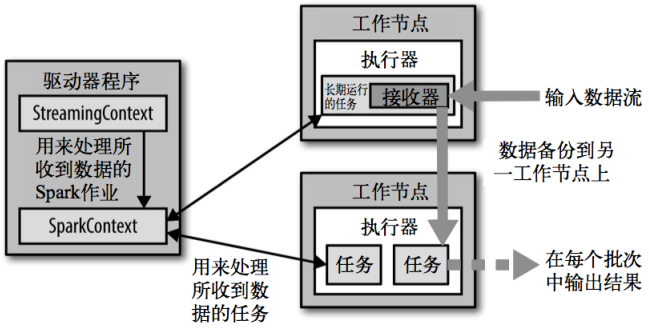 驱动器程序
StreamingContext
用来处理所
收到数据的
Spark作业
SparkContext
工作节点
执行器
长期运行
的任务
接收器
输入数据流
数据备份到另
一工作节点上
工作节点
执行器
任务
任务
用来处理
所收到数
据的任务
在每个批次
中输出结果